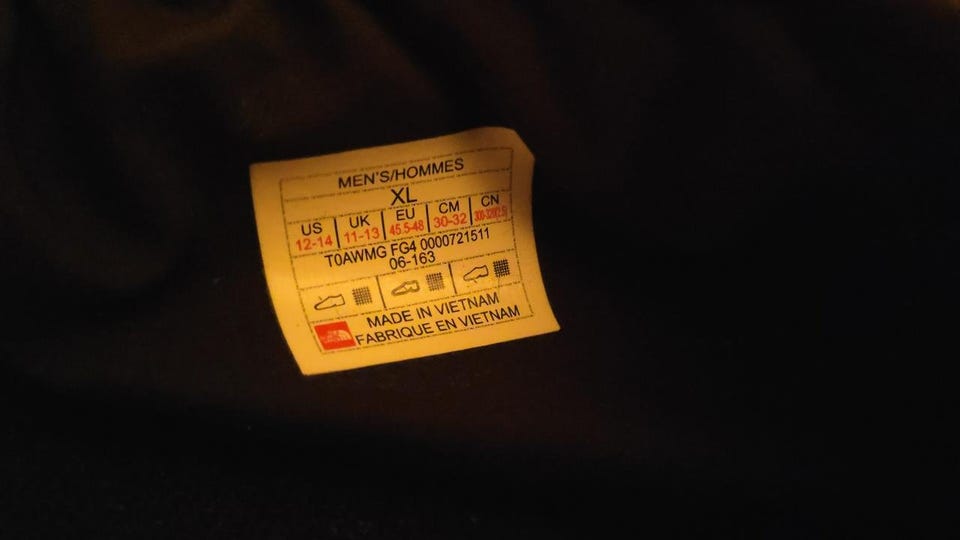 MEN'S/HOMMES
XL
US UK EU CM CN
12-14 11-13 45.5-48 30-32
T0AWMG FG4 0000721511
06-163
MADE IN VIETNAM
FABRIQUE EN VIETNAM